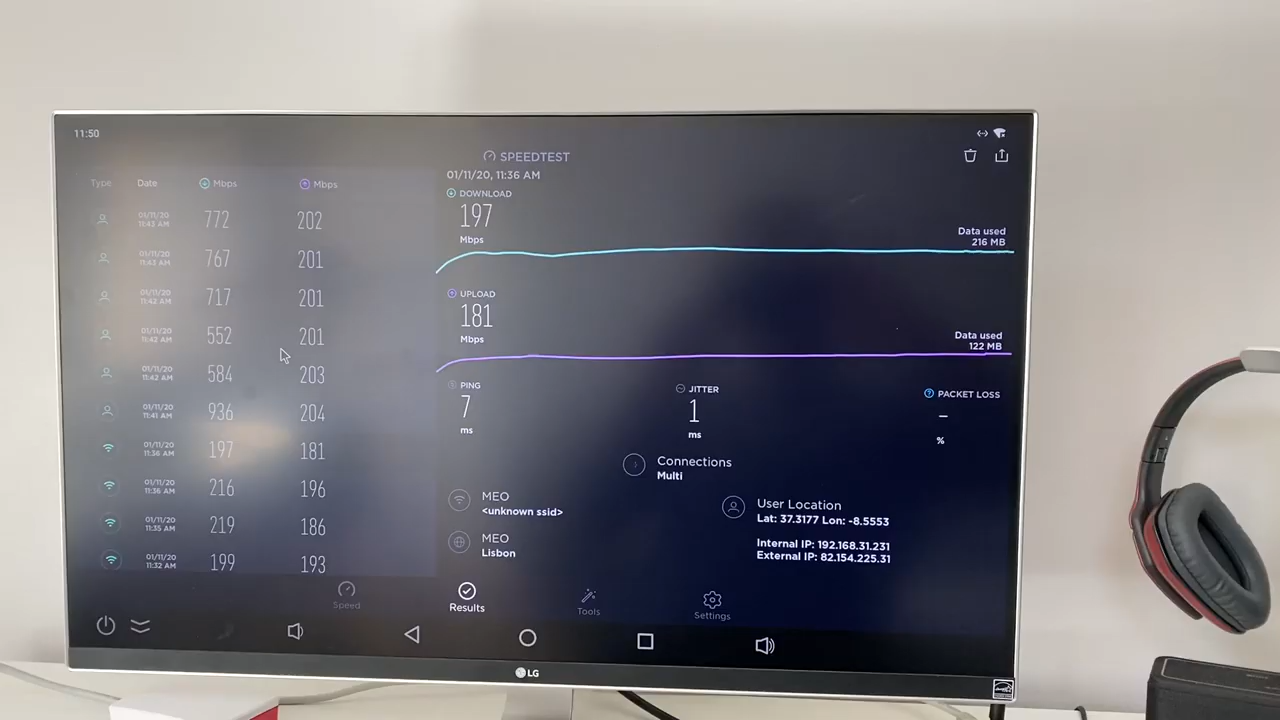 11:50
SPEEDTEST
Type Date Mbps Mbps
01/11/20 11:43 AM 772 202
01/11/20 11:43 AM 767 201
01/11/20 11:42 AM 717 201
01/11/20 11:42 AM 552 201
01/11/20 11:42 AM 584 203
01/11/20 11:41 AM 936 204
01/11/20 11:36 AM 197 181
01/11/20 11:36 AM 216 196
01/11/20 11:35 AM 219 186
01/11/20 11:32 AM 199 193
01/11/20, 11:36 AM
DOWNLOAD
197
Mbps
Data used
216 MB
UPLOAD
181
Mbps
Data used
122 MB
PING
7
ms
JITTER
1
ms
PACKET LOSS
–
%
Connections
Multi
MEO
<unknown ssid>
MEO
Lisbon
User Location
Lat: 37.3177 Lon: -8.5553
Internal IP: 192.168.31.231
External IP: 82.154.225.31
Speed
Results
Tools
Settings
LG